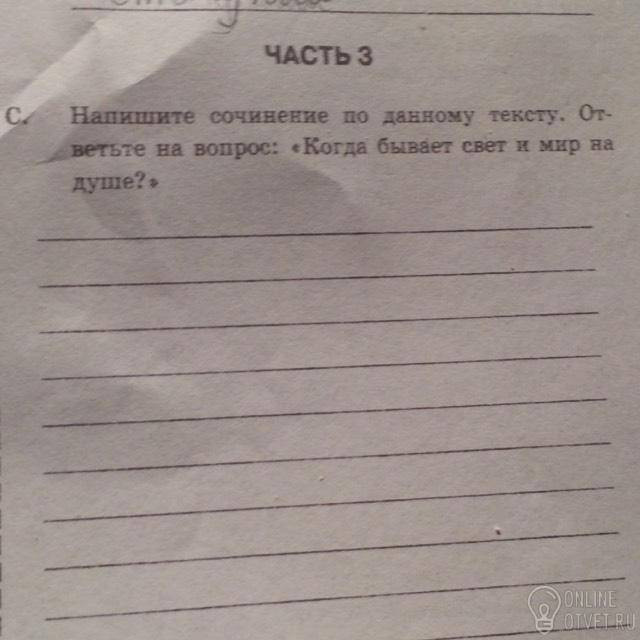 ЧАСТЬ 3
С. Напишите сочинение по данному тексту. От-
ветьте на вопрос: «Когда бывает свет и мир на
душе?»
ONLINE
OTVET.RU